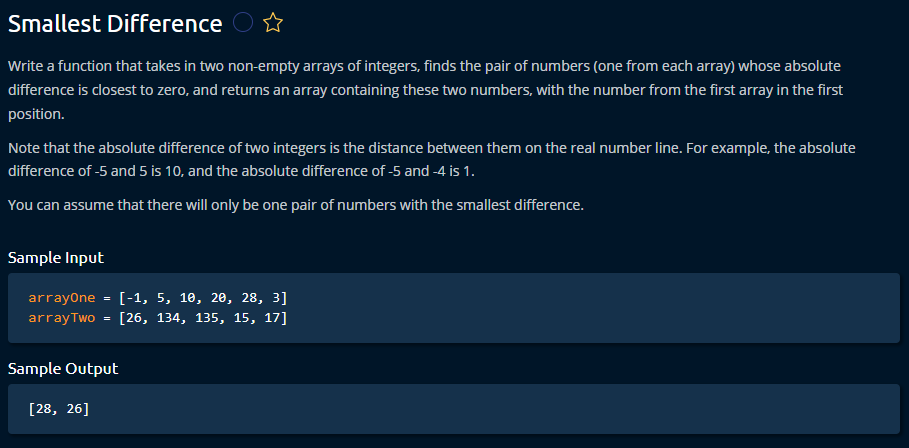 Smallest Difference
Write a function that takes in two non-empty arrays of integers, finds the pair of numbers (one from each array) whose absolute
difference is closest to zero, and returns an array containing these two numbers, with the number from the first array in the first
position.
Note that the absolute difference of two integers is the distance between them on the real number line. For example, the absolute
difference of -5 and 5 is 10, and the absolute difference of -5 and -4 is 1.
You can assume that there will only be one pair of numbers with the smallest difference.
Sample Input
arrayOne = [-1, 5, 10, 20, 28, 3]
arrayTwo = [26, 134, 135, 15, 17]
Sample Output
[28, 26]